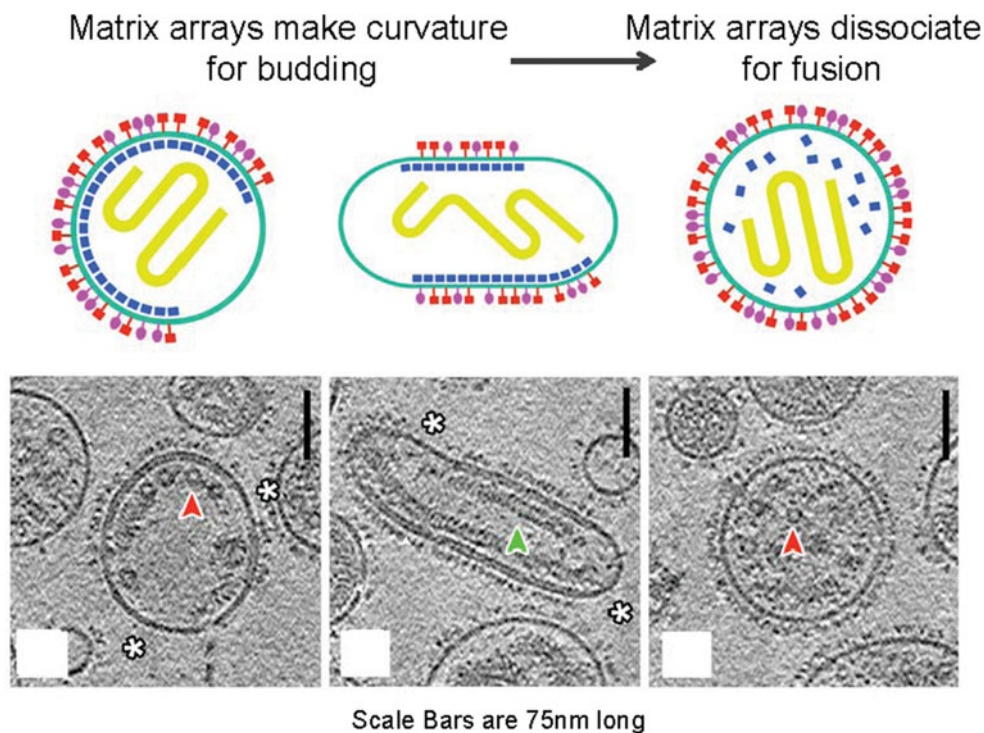 Matrix arrays make curvature
for budding
Matrix arrays dissociate
for fusion
Scale Bars are 75nm long